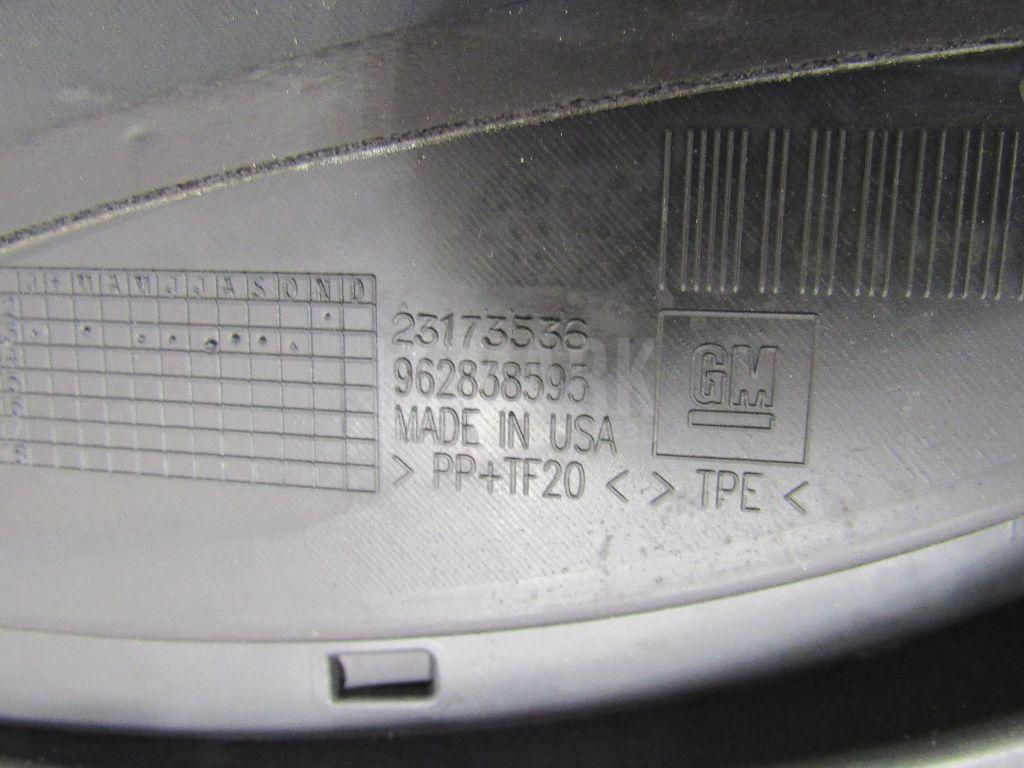 J F M A M J J A S O N D
23173536
962838595
MADE IN USA
> PP+TF20 < > TPE <
GM